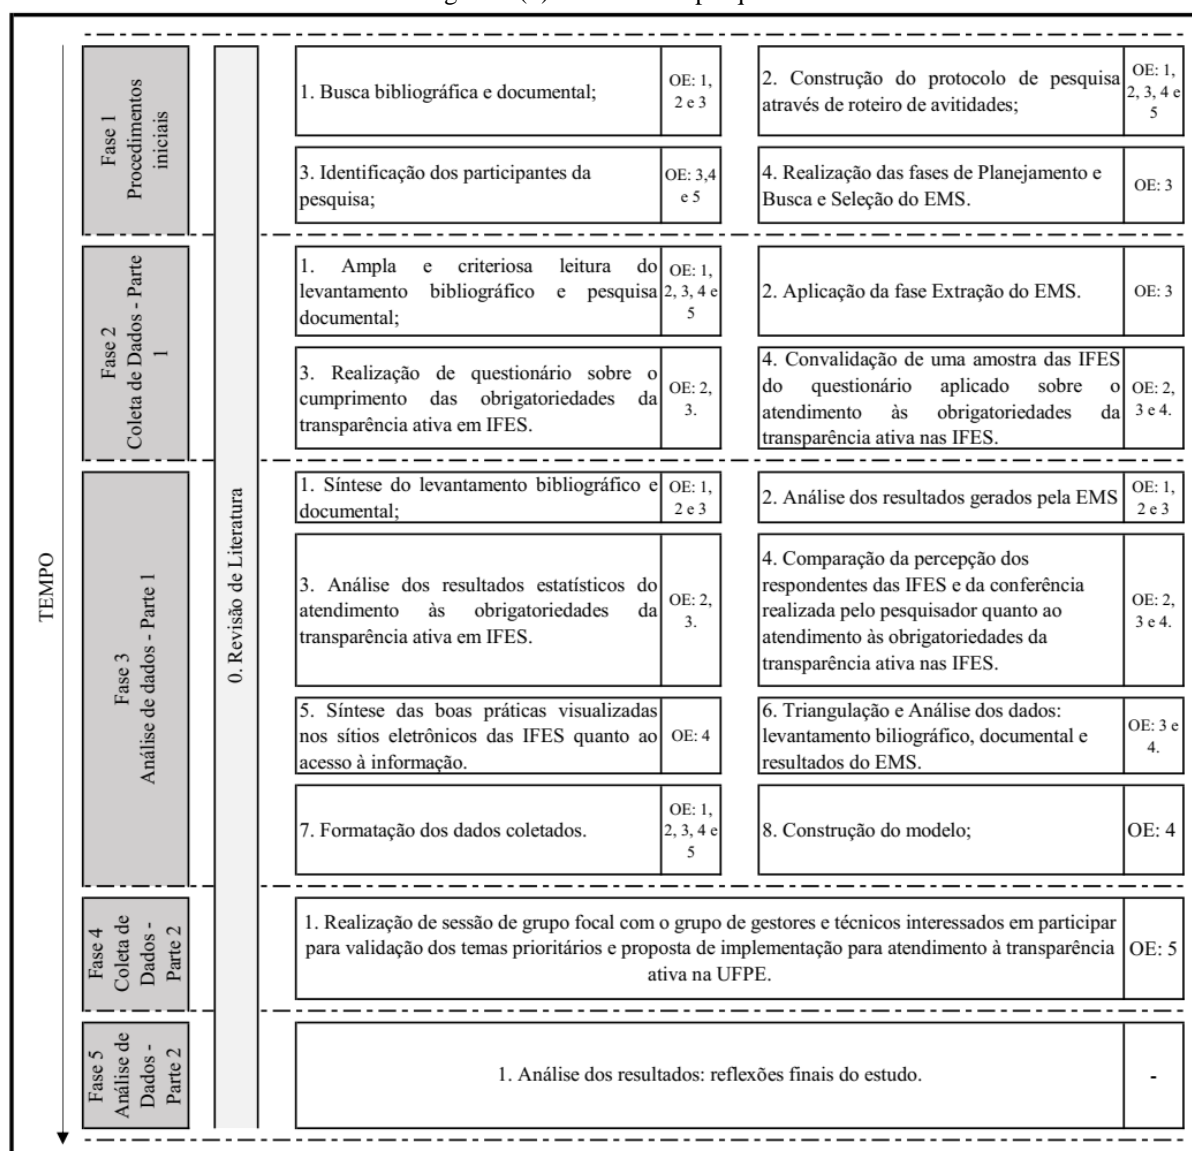 TEMPO
Fase 1
Procedimentos
iniciais
0. Revisão de Literatura
1. Busca bibliográfica e documental;
OE: 1,
2 e 3
2. Construção do protocolo de pesquisa
através de roteiro de avitidades;
OE: 1,
2, 3, 4 e
5
3. Identificação dos participantes da
pesquisa;
OE: 3,4
e 5
4. Realização das fases de Planejamento e
Busca e Seleção do EMS.
OE: 3
Fase 2
Coleta de Dados - Parte
1
1. Ampla e criteriosa leitura do
levantamento bibliográfico e pesquisa
documental;
OE: 1,
2, 3, 4 e
5
2. Aplicação da fase Extração do EMS.
OE: 3
3. Realização de questionário sobre o
cumprimento das obrigatoriedades da
transparência ativa em IFES.
OE: 2,
3.
4. Convalidação de uma amostra das IFES
do questionário aplicado sobre o
atendimento às obrigatoriedades da
transparência ativa nas IFES.
OE: 2,
3 e 4.
Fase 3
Análise de dados - Parte 1
1. Síntese do levantamento bibliográfico e
documental;
OE: 1,
2 e 3
2. Análise dos resultados gerados pela EMS
OE: 1,
2 e 3
3. Análise dos resultados estatísticos do
atendimento às obrigatoriedades da
transparência ativa em IFES.
OE: 2,
3.
4. Comparação da percepção dos
respondentes das IFES e da conferência
realizada pelo pesquisador quanto ao
atendimento às obrigatoriedades da
transparência ativa nas IFES.
OE: 2,
3 e 4.
5. Síntese das boas práticas visualizadas
nos sítios eletrônicos das IFES quanto ao
acesso à informação.
OE: 4
6. Triangulação e Análise dos dados:
levantamento biliográfico, documental e
resultados do EMS.
OE: 3 e
4.
7. Formatação dos dados coletados.
OE: 1,
2, 3, 4 e
5
8. Construção do modelo;
OE: 4
Fase 4
Coleta de
Dados -
Parte 2
1. Realização de sessão de grupo focal com o grupo de gestores e técnicos interessados em participar
para validação dos temas prioritários e proposta de implementação para atendimento à transparência
ativa na UFPE.
OE: 5
Fase 5
Análise de
Dados -
Parte 2
1. Análise dos resultados: reflexões finais do estudo.
-